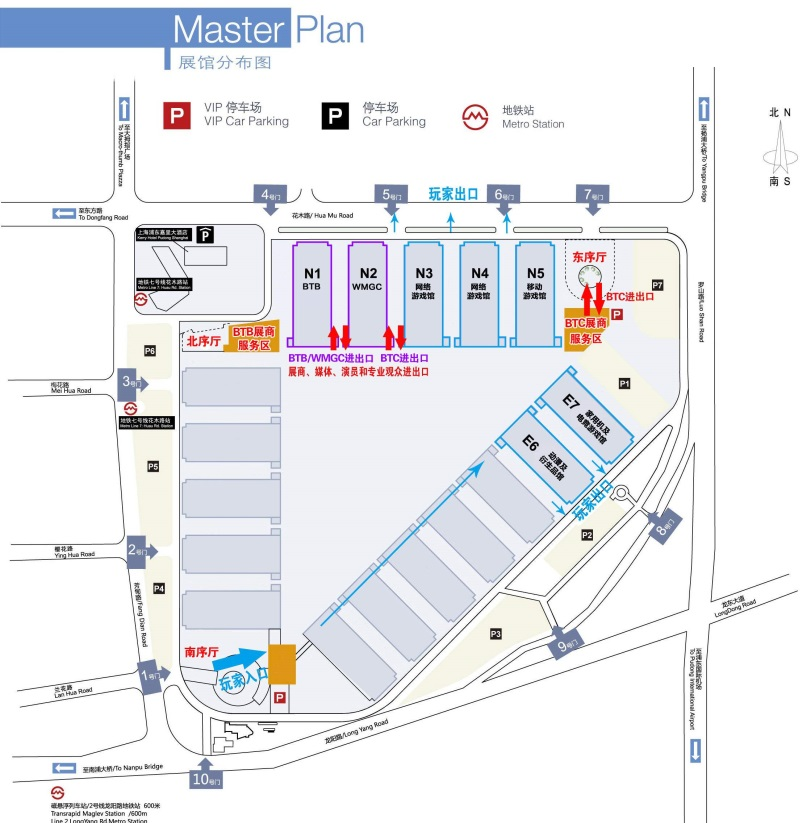 Master Plan
展馆分布图
P
VIP 停车场
VIP Car Parking
P
停车场
Car Parking
地铁站
Metro Station
北 N
南 S
至大拇指广场
To Macro-thumb Plazza
至杨浦大桥/To Yangpu Bridge
至东方路
To Dongfang Road
4号门
5号门
玩家出口
6号门
7号门
花木路/ Hua Mu Road
上海浦东嘉里大酒店
Kerry Hotel Pudong Shanghai
P
地铁七号线花木路站
Metro Line 7: Huau Rd. Station
N1
BTB
N2
WMGC
N3
网络
游戏馆
N4
网络
游戏馆
N5
移动
游戏馆
东序厅
BTC进出口
P7
P
BTC展商
服务区
北序厅
BTB展商
服务区
BTB/WMGC进出口
BTC进出口
展商、媒体、演员和专业观众进出口
P6
3号门
梅花路
Mei Hua Road
地铁七号线花木路站
Metro Line 7: Huau Rd. Station
P1
E7
家用机及
电竞游戏馆
E6
动漫及
衍生品馆
玩家出口
P5
P2
8号门
2号门
樱花路
Ying Hua Road
P4
芳甸路/Fang Dian Road
龙东大道
LongDong Road
P3
9号门
南序厅
玩家入口
1号门
兰花路
Lan Hua Road
P
龙阳路/Long Yang Road
To Pudong International Airport
至南浦大桥/To Nanpu Bridge
10号门
磁悬浮列车站/2号线龙阳路地铁站 600米
Transrapid Maglev Station /600m
Line 2 LongYang Rd.Metro Station